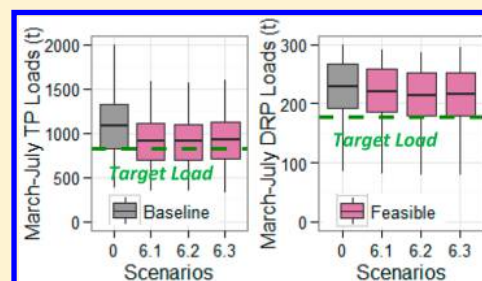 March-July TP Loads (t)
2000
1500
1000
500
0
Target Load
Baseline
0 6.1 6.2 6.3
Scenarios
March-July DRP Loads (t)
300
200
100
0
Target Load
Feasible
0 6.1 6.2 6.3
Scenarios